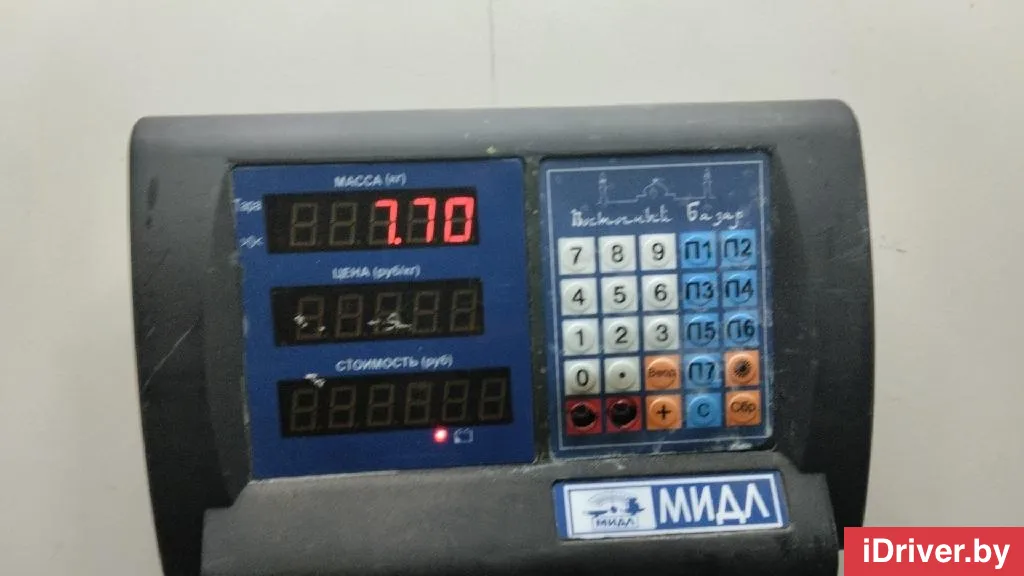 МАССА (кг)
Тара
7.70
>0<
ЦЕНА (руб/кг)
СТОИМОСТЬ (руб)
Восточный Базар
7 8 9 П1 П2
4 5 6 П3 П4
1 2 3 П5 П6
0 • Ввод П7 ✺
+ С Сбр
МИДЛ
МИДЛ
iDriver.by